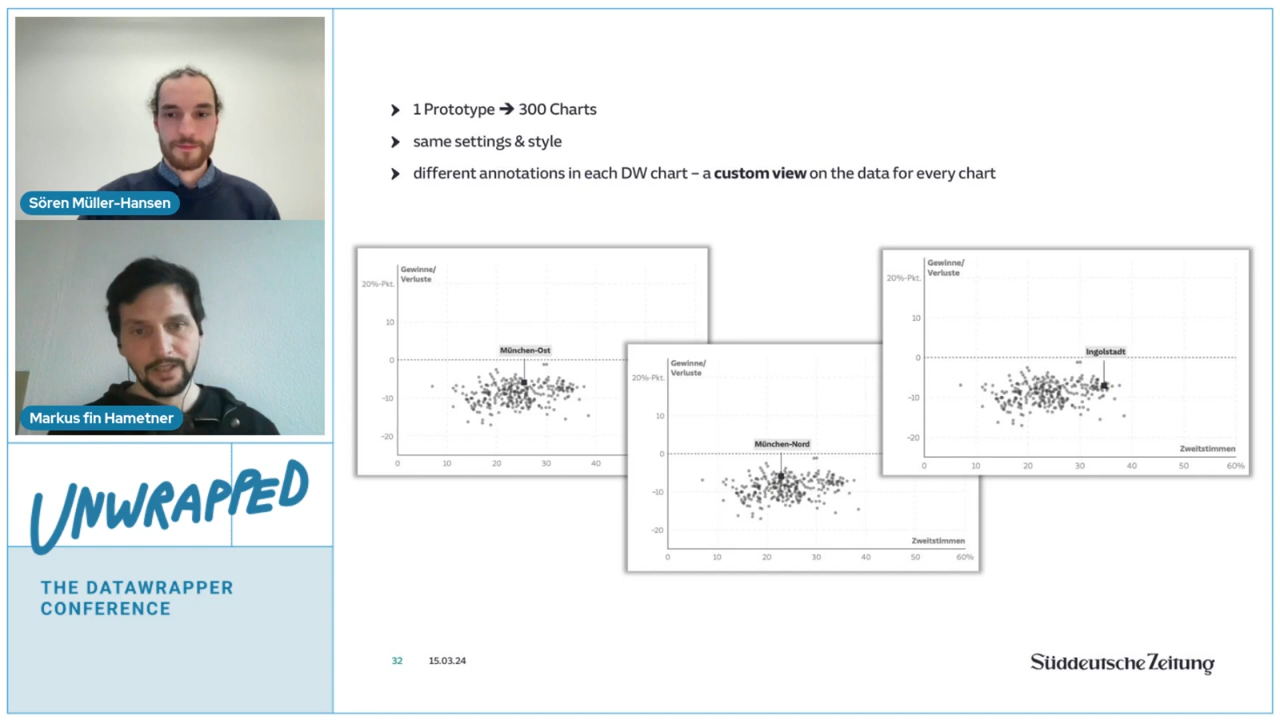 Sören Müller-Hansen
Markus fin Hametner
UNWRAPPED
THE DATAWRAPPER
CONFERENCE
➤ 1 Prototype ➔ 300 Charts
➤ same settings & style
➤ different annotations in each DW chart – a custom view on the data for every chart
Gewinne/
Verluste
20%-Pkt.
10
0
-10
-20
München-Ost
0 10 20 30 40
Gewinne/
Verluste
20%-Pkt.
10
0
-10
-20
München-Nord
Zweitstimmen
0 10 20 30 40 50 60%
Gewinne/
Verluste
20%-Pkt.
10
0
-10
-20
Ingolstadt
Zweitstimmen
0 10 20 30 40 50 60%
32 15.03.24
Süddeutsche Zeitung